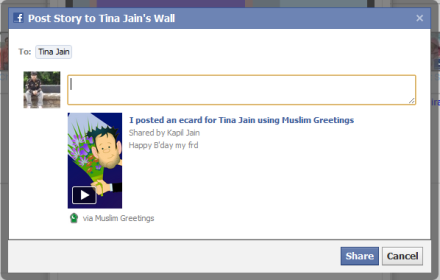 Post Story to Tina Jain's Wall
To: Tina Jain
I posted an ecard for Tina Jain using Muslim Greetings
Shared by Kapil Jain
Happy B'day my frd
via Muslim Greetings
Share Cancel